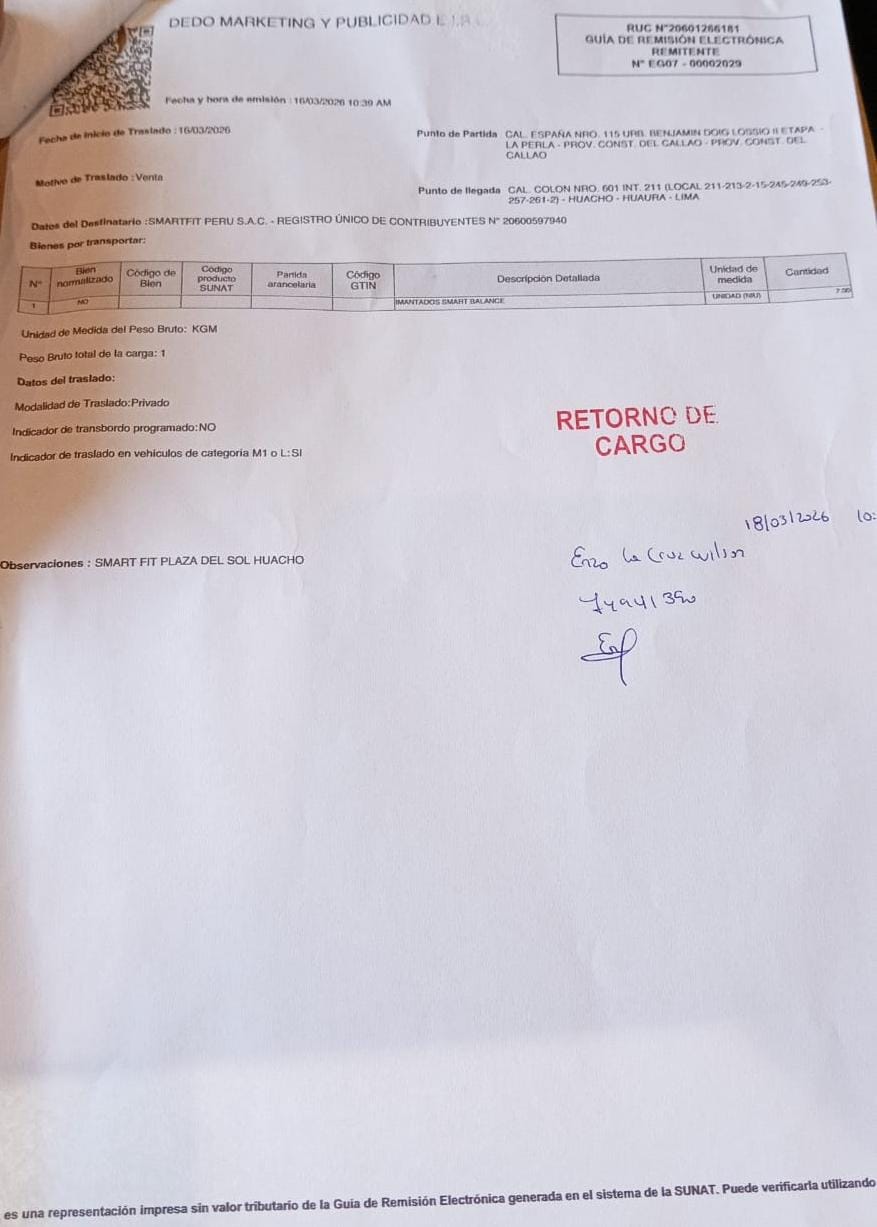 DEDO MARKETING Y PUBLICIDAD
RUC N°20601266181
GUÍA DE REMISIÓN ELECTRÓNICA
REMITENTE
N° EG07 - 00002029
Fecha y hora de emisión : 16/03/2026 10:39 AM
Fecha de inicio de Traslado : 16/03/2026
Punto de Partida CAL. ESPAÑA NRO. 115 URB. BENJAMIN DOIG LOSSIO II ETAPA -
LA PERLA - PROV. CONST. DEL CALLAO - PROV. CONST. DEL
CALLAO
Motivo de Traslado : Venta
Punto de llegada CAL. COLON NRO. 601 INT. 211 (LOCAL 211-213-2-15-245-249-253-
257-261-2) - HUACHO - HUAURA - LIMA
Datos del Destinatario :SMARTFIT PERU S.A.C. - REGISTRO ÚNICO DE CONTRIBUYENTES N° 20600597940
Bienes por transportar:
N° Bien normalizado Código de Bien Código producto SUNAT Partida arancelaria Código GTIN Descripción Detallada Unidad de medida Cantidad
1 NO IMANTADOS SMART BALANCE UNIDAD (NIU) 7.00
Unidad de Medida del Peso Bruto: KGM
Peso Bruto total de la carga: 1
Datos del traslado:
Modalidad de Traslado:Privado
Indicador de transbordo programado:NO
Indicador de traslado en vehículos de categoría M1 o L:SI
RETORNO DE
CARGO
18/03/2026 10:
Observaciones : SMART FIT PLAZA DEL SOL HUACHO
Enzo La Cruz Wilson
es una representación impresa sin valor tributario de la Guía de Remisión Electrónica generada en el sistema de la SUNAT. Puede verificarla utilizando